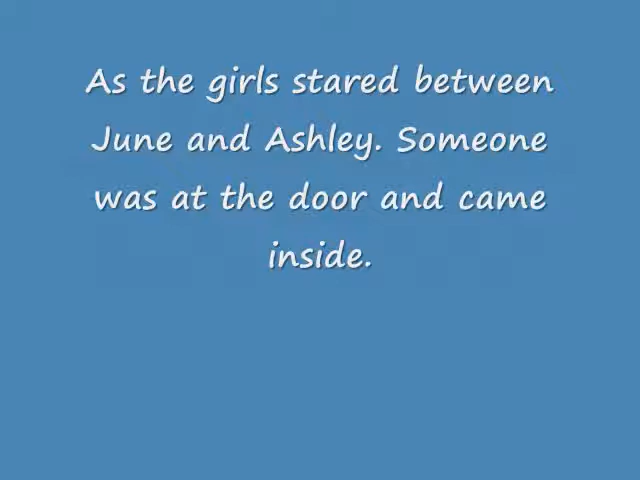 As the girls stared between
June and Ashley. Someone
was at the door and came
inside.